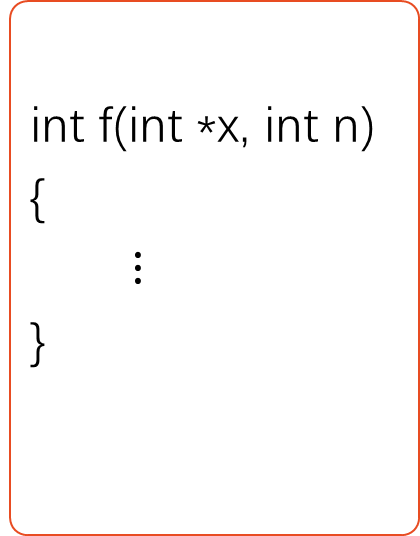 int f(int *x, int n)
{
⋮
}